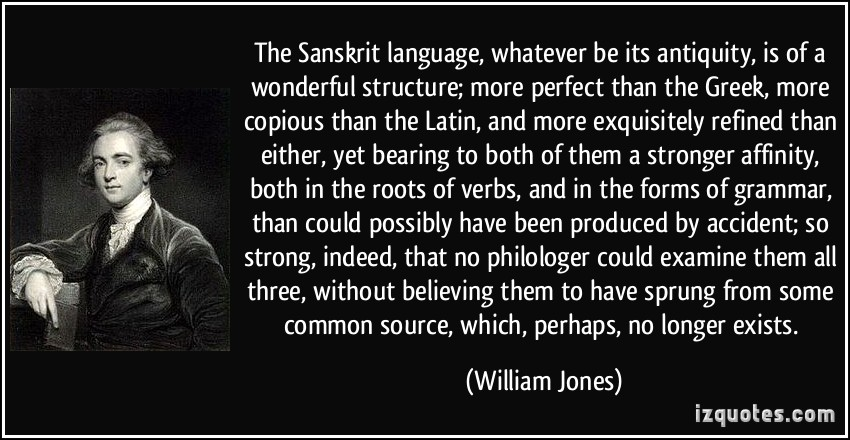 The Sanskrit language, whatever be its antiquity, is of a
wonderful structure; more perfect than the Greek, more
copious than the Latin, and more exquisitely refined than
either, yet bearing to both of them a stronger affinity,
both in the roots of verbs, and in the forms of grammar,
than could possibly have been produced by accident; so
strong, indeed, that no philologer could examine them all
three, without believing them to have sprung from some
common source, which, perhaps, no longer exists.
(William Jones)
izquotes.com